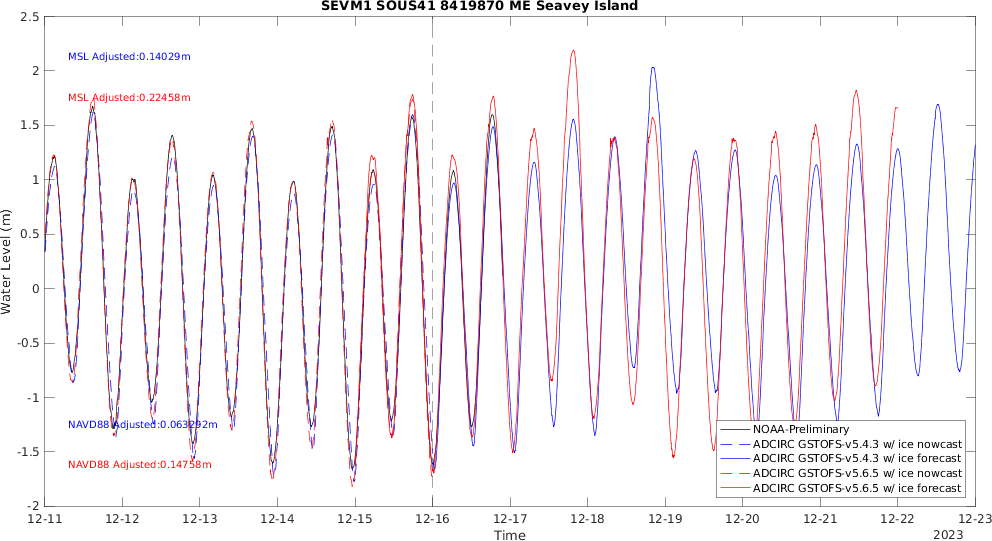 SEVM1 SOUS41 8419870 ME Seavey Island
2.5
2
1.5
1
0.5
0
-0.5
-1
-1.5
-2
Water Level (m)
MSL Adjusted:0.14029m
MSL Adjusted:0.22458m
NAVD88 Adjusted:0.063292m
NAVD88 Adjusted:0.14758m
NOAA-Preliminary
ADCIRC GSTOFS-v5.4.3 w/ ice nowcast
ADCIRC GSTOFS-v5.4.3 w/ ice forecast
ADCIRC GSTOFS-v5.6.5 w/ ice nowcast
ADCIRC GSTOFS-v5.6.5 w/ ice forecast
12-11 12-12 12-13 12-14 12-15 12-16 12-17 12-18 12-19 12-20 12-21 12-22 12-23
Time
2023